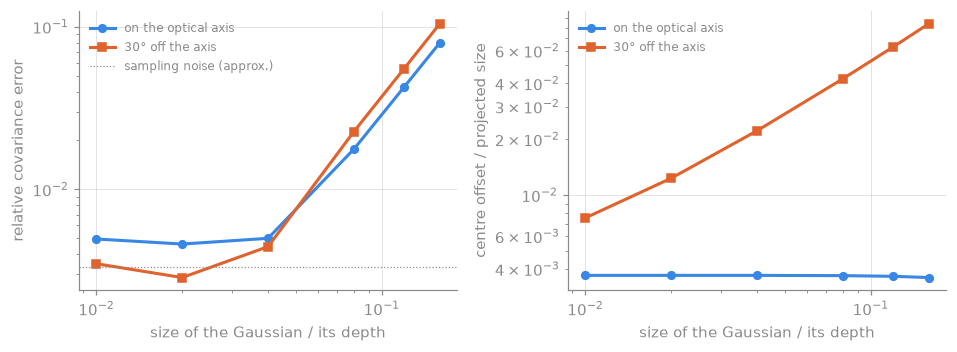 on the optical axis
30° off the axis
sampling noise (approx.)
relative covariance error
10⁻¹
10⁻²
10⁻²
10⁻¹
size of the Gaussian / its depth
on the optical axis
30° off the axis
centre offset / projected size
6 × 10⁻²
4 × 10⁻²
3 × 10⁻²
2 × 10⁻²
10⁻²
6 × 10⁻³
4 × 10⁻³
10⁻²
10⁻¹
size of the Gaussian / its depth